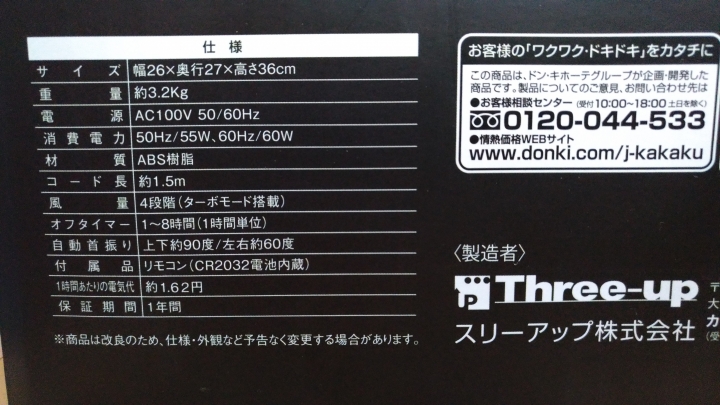 仕様
サイズ 幅26×奥行27×高さ36cm
重量 約3.2Kg
電源 AC100V 50/60Hz
消費電力 50Hz/55W、60Hz/60W
材質 ABS樹脂
コード長 約1.5m
風量 4段階(ターボモード搭載)
オフタイマー 1〜8時間(1時間単位)
自動首振り 上下約90度/左右約60度
付属品 リモコン(CR2032電池内蔵)
1時間あたりの電気代 約1.62円
保証期間 1年間
※商品は改良のため、仕様・外観など予告なく変更する場合があります。
お客様の「ワクワク・ドキドキ」をカタチに
この商品は、ドン・キホーテグループが企画・開発した
商品です。製品についてのご意見、お問い合わせ先は
●お客様相談センター (受付 10:00〜18:00 土日を除く)
0120-044-533
●情熱価格WEBサイト
www.donki.com/j-kakaku
〈製造者〉
Three-up
スリーアップ株式会社
〒
大
カ
(受